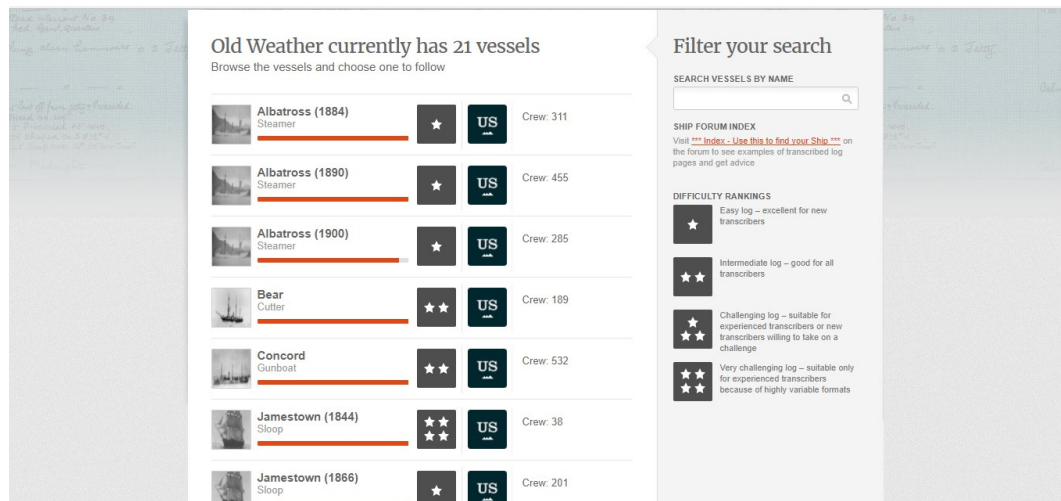 Old Weather currently has 21 vessels
Browse the vessels and choose one to follow
Albatross (1884)
Steamer
US
Crew: 311
Albatross (1890)
Steamer
US
Crew: 455
Albatross (1900)
Steamer
US
Crew: 285
Bear
Cutter
US
Crew: 189
Concord
Gunboat
US
Crew: 532
Jamestown (1844)
Sloop
US
Crew: 38
Jamestown (1866)
Sloop
US
Crew: 201
Filter your search
SEARCH VESSELS BY NAME
SHIP FORUM INDEX
Visit *** Index - Use this to find your Ship *** on
the forum to see examples of transcribed log
pages and get advice
DIFFICULTY RANKINGS
Easy log – excellent for new
transcribers
Intermediate log – good for all
transcribers
Challenging log – suitable for
experienced transcribers or new
transcribers willing to take on a
challenge
Very challenging log – suitable only
for experienced transcribers
because of highly variable formats